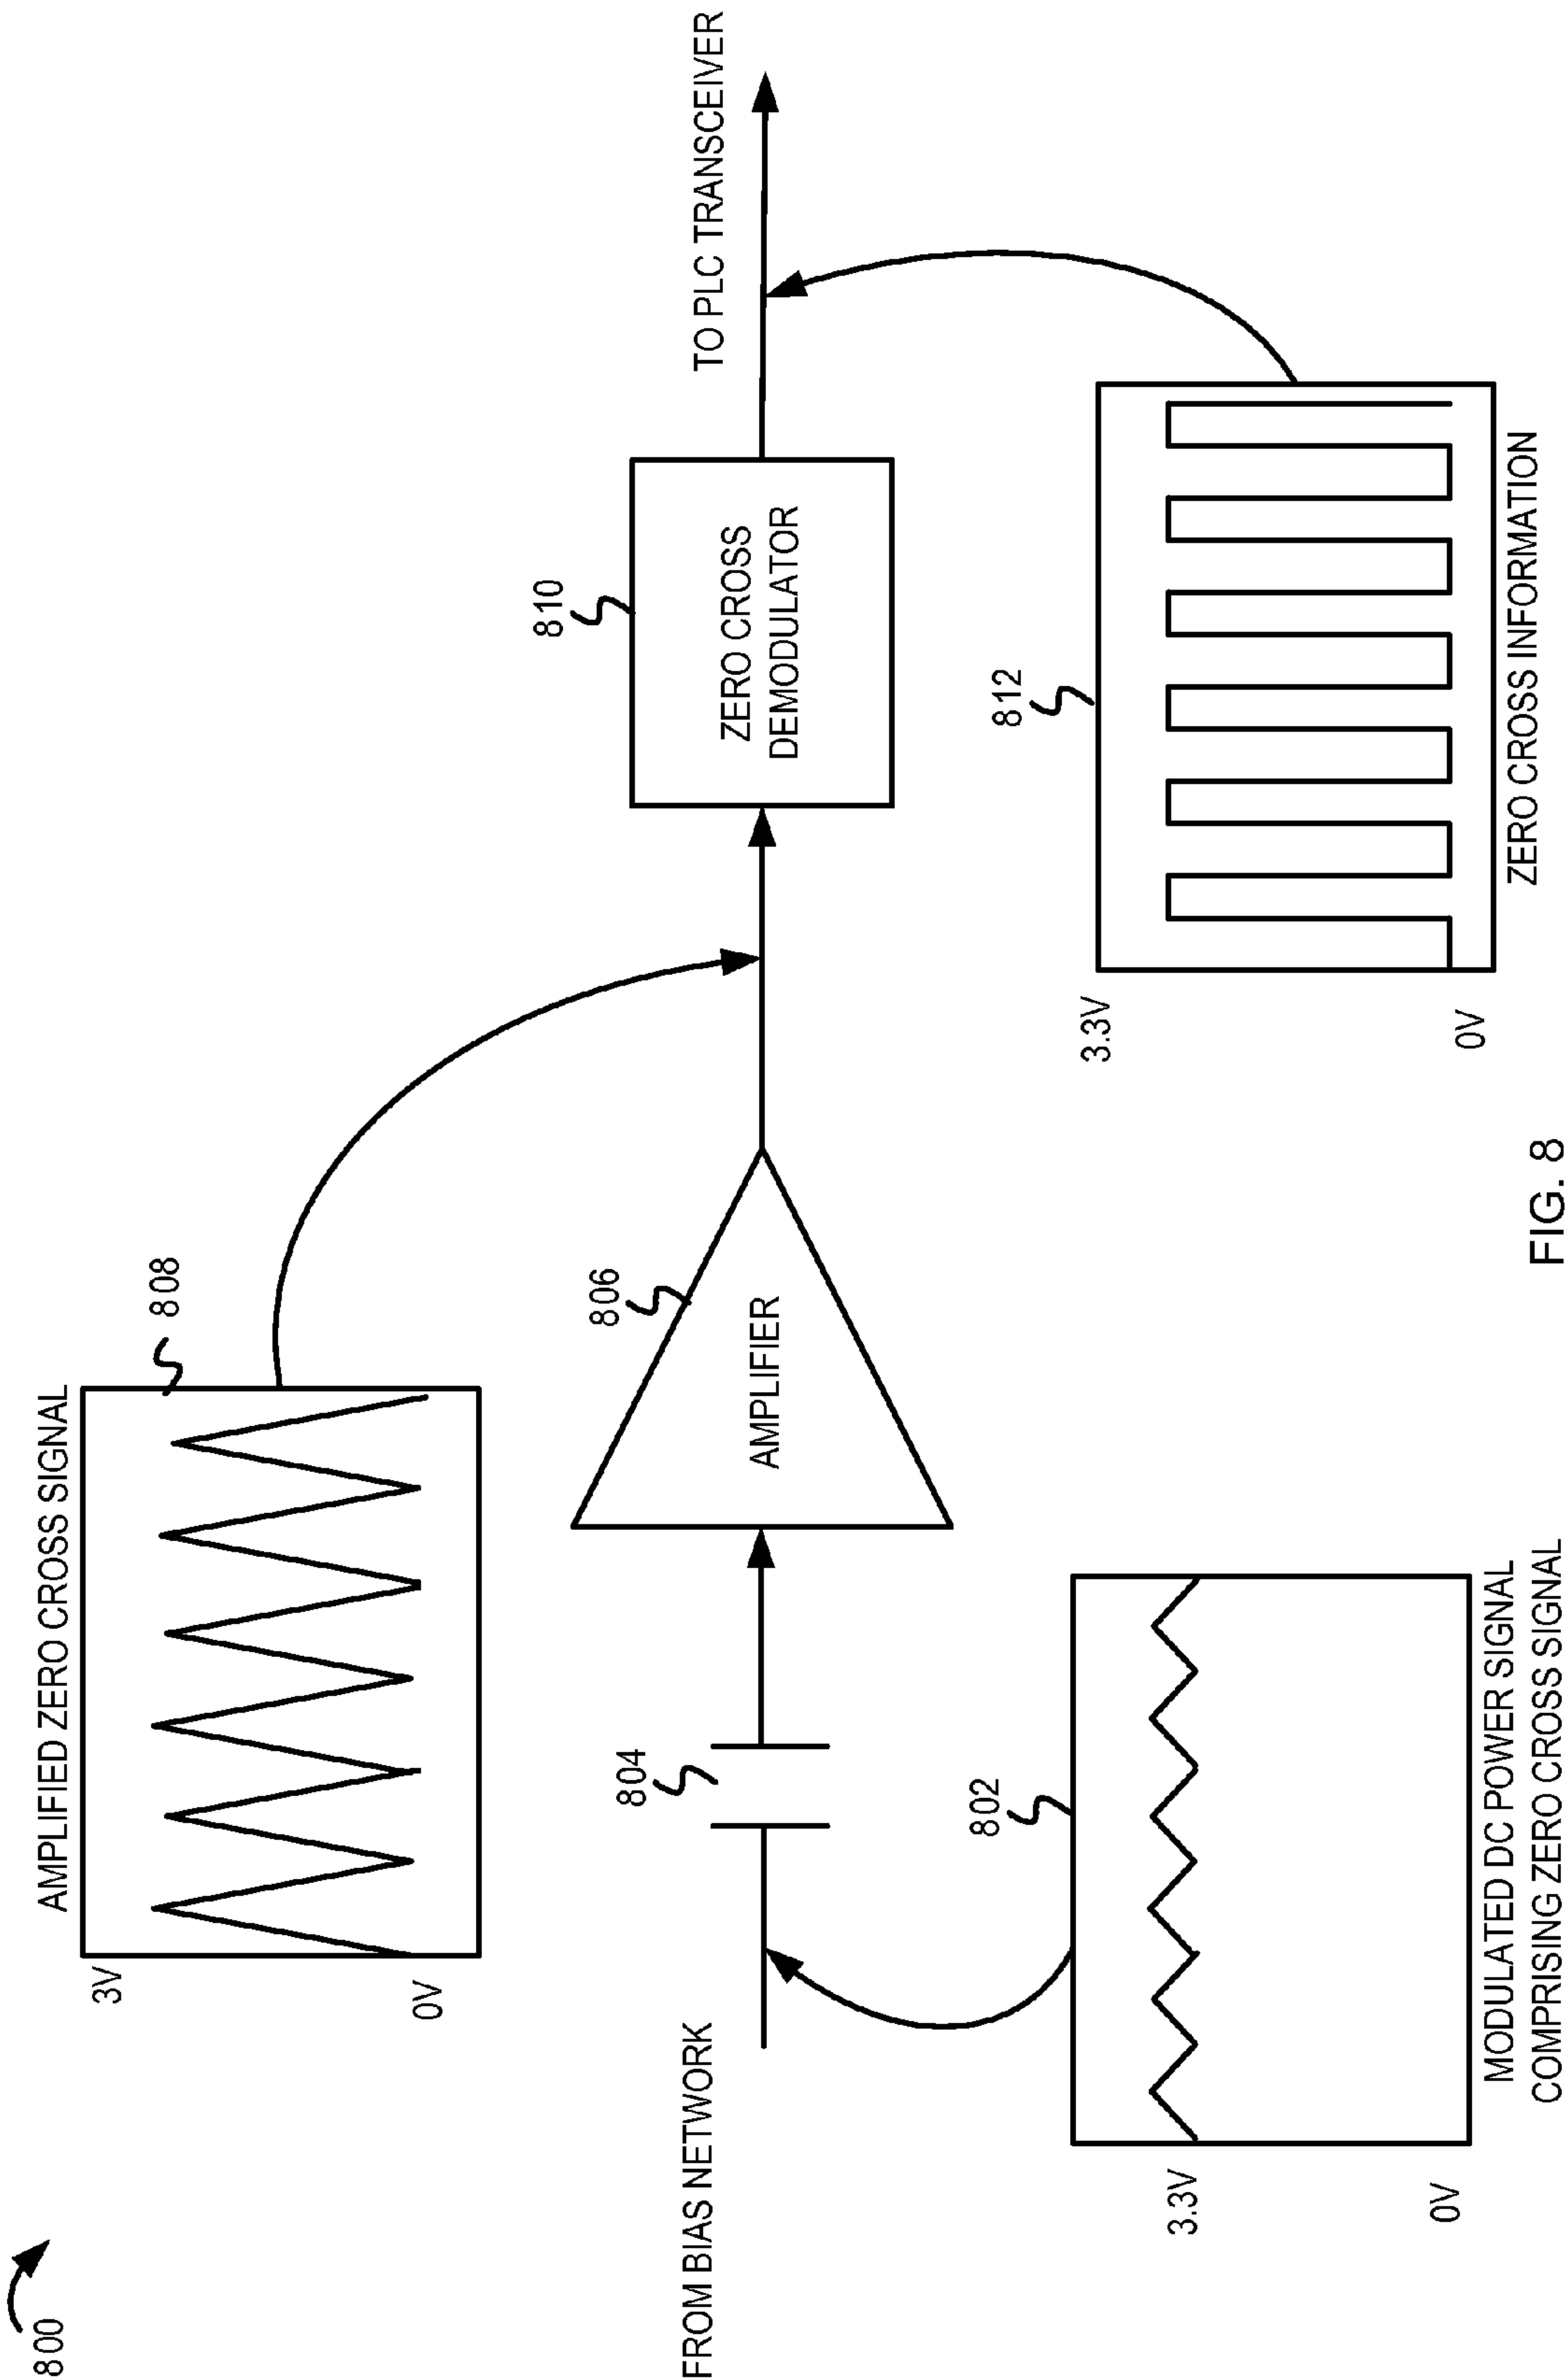 800
AMPLIFIED ZERO CROSS SIGNAL
3V
0V
808
FROM BIAS NETWORK
804
806
AMPLIFIER
810
ZERO CROSS
DEMODULATOR
TO PLC TRANSCEIVER
802
3.3V
0V
MODULATED DC POWER SIGNAL
COMPRISING ZERO CROSS SIGNAL
812
3.3V
0V
ZERO CROSS INFORMATION
FIG. 8